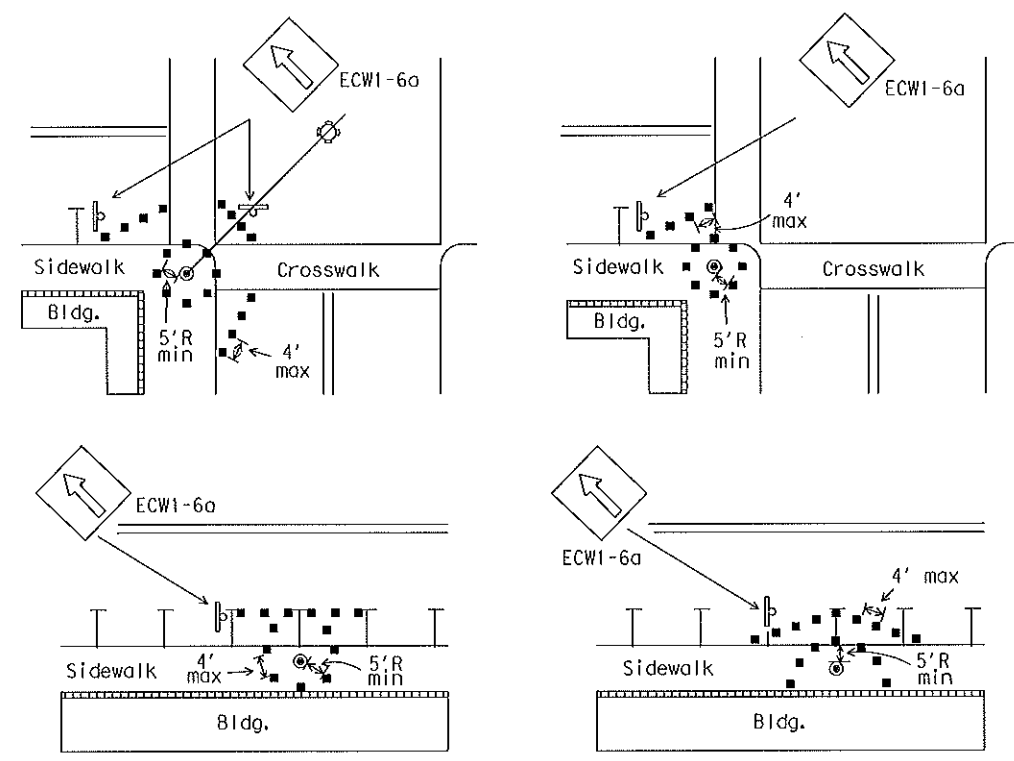 ECW1-6a
Sidewalk
Crosswalk
Bldg.
5'R
min
4'
max
ECW1-6a
4'
max
Sidewalk
Crosswalk
Bldg.
5'R
min
ECW1-6a
Sidewalk
4'
max
5'R
min
Bldg.
ECW1-6a
4' max
Sidewalk
5'R
min
Bldg.